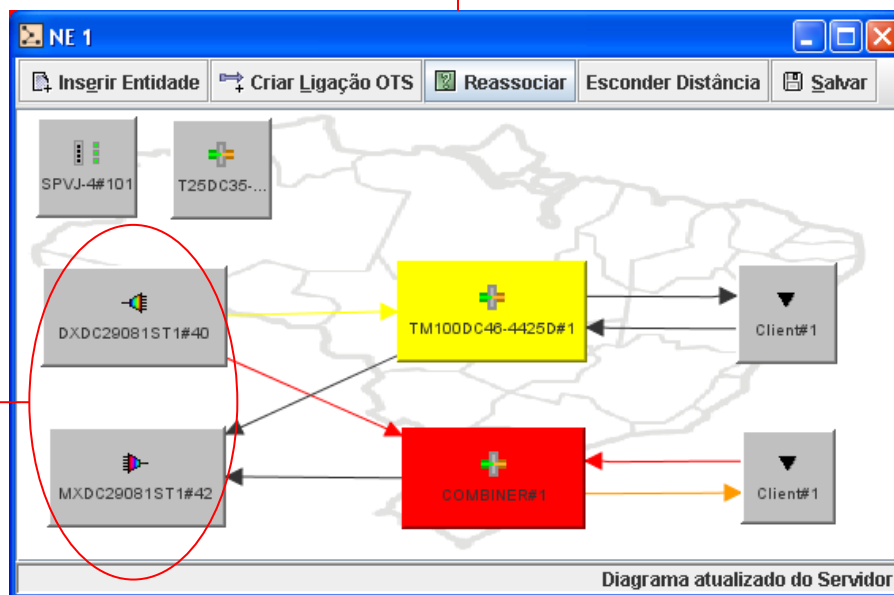 NE 1
Inserir Entidade Criar Ligação OTS Reassociar Esconder Distância Salvar
SPVJ-4#101 T25DC35-...
DXDC29081ST1#40 TM100DC46-4425D#1 Client#1
MXDC29081ST1#42 COMBINER#1 Client#1
Diagrama atualizado do Servidor